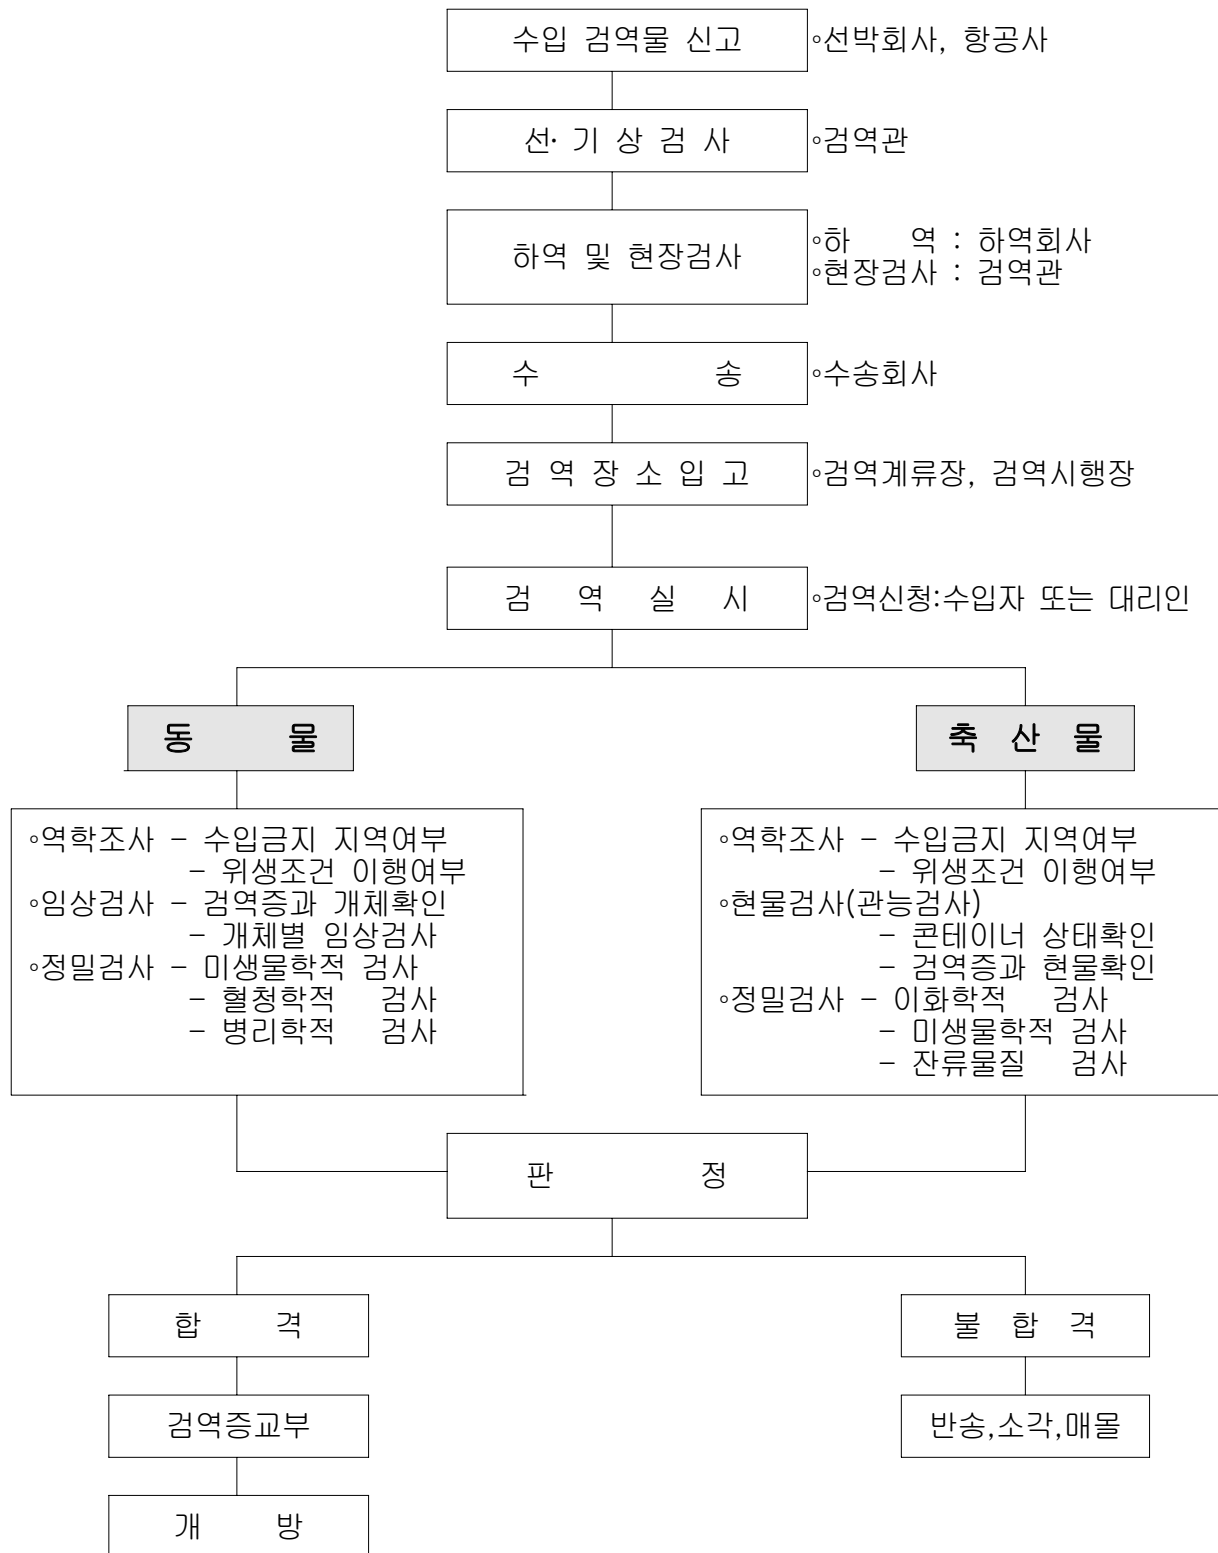 수입 검역물 신고 ◦선박회사, 항공사
선· 기 상 검 사 ◦검역관
하역 및 현장검사
◦하 역 : 하역회사
◦현장검사 : 검역관
수 송 ◦수송회사
검 역 장 소 입 고 ◦검역계류장, 검역시행장
검 역 실 시 ◦검역신청:수입자 또는 대리인
동 물
◦역학조사 - 수입금지 지역여부
- 위생조건 이행여부
◦임상검사 - 검역증과 개체확인
- 개체별 임상검사
◦정밀검사 - 미생물학적 검사
- 혈청학적 검사
- 병리학적 검사
축 산 물
◦역학조사 - 수입금지 지역여부
- 위생조건 이행여부
◦현물검사(관능검사)
- 콘테이너 상태확인
- 검역증과 현물확인
◦정밀검사 - 이화학적 검사
- 미생물학적 검사
- 잔류물질 검사
판 정
합 격
검역증교부
개 방
불 합 격
반송,소각,매몰